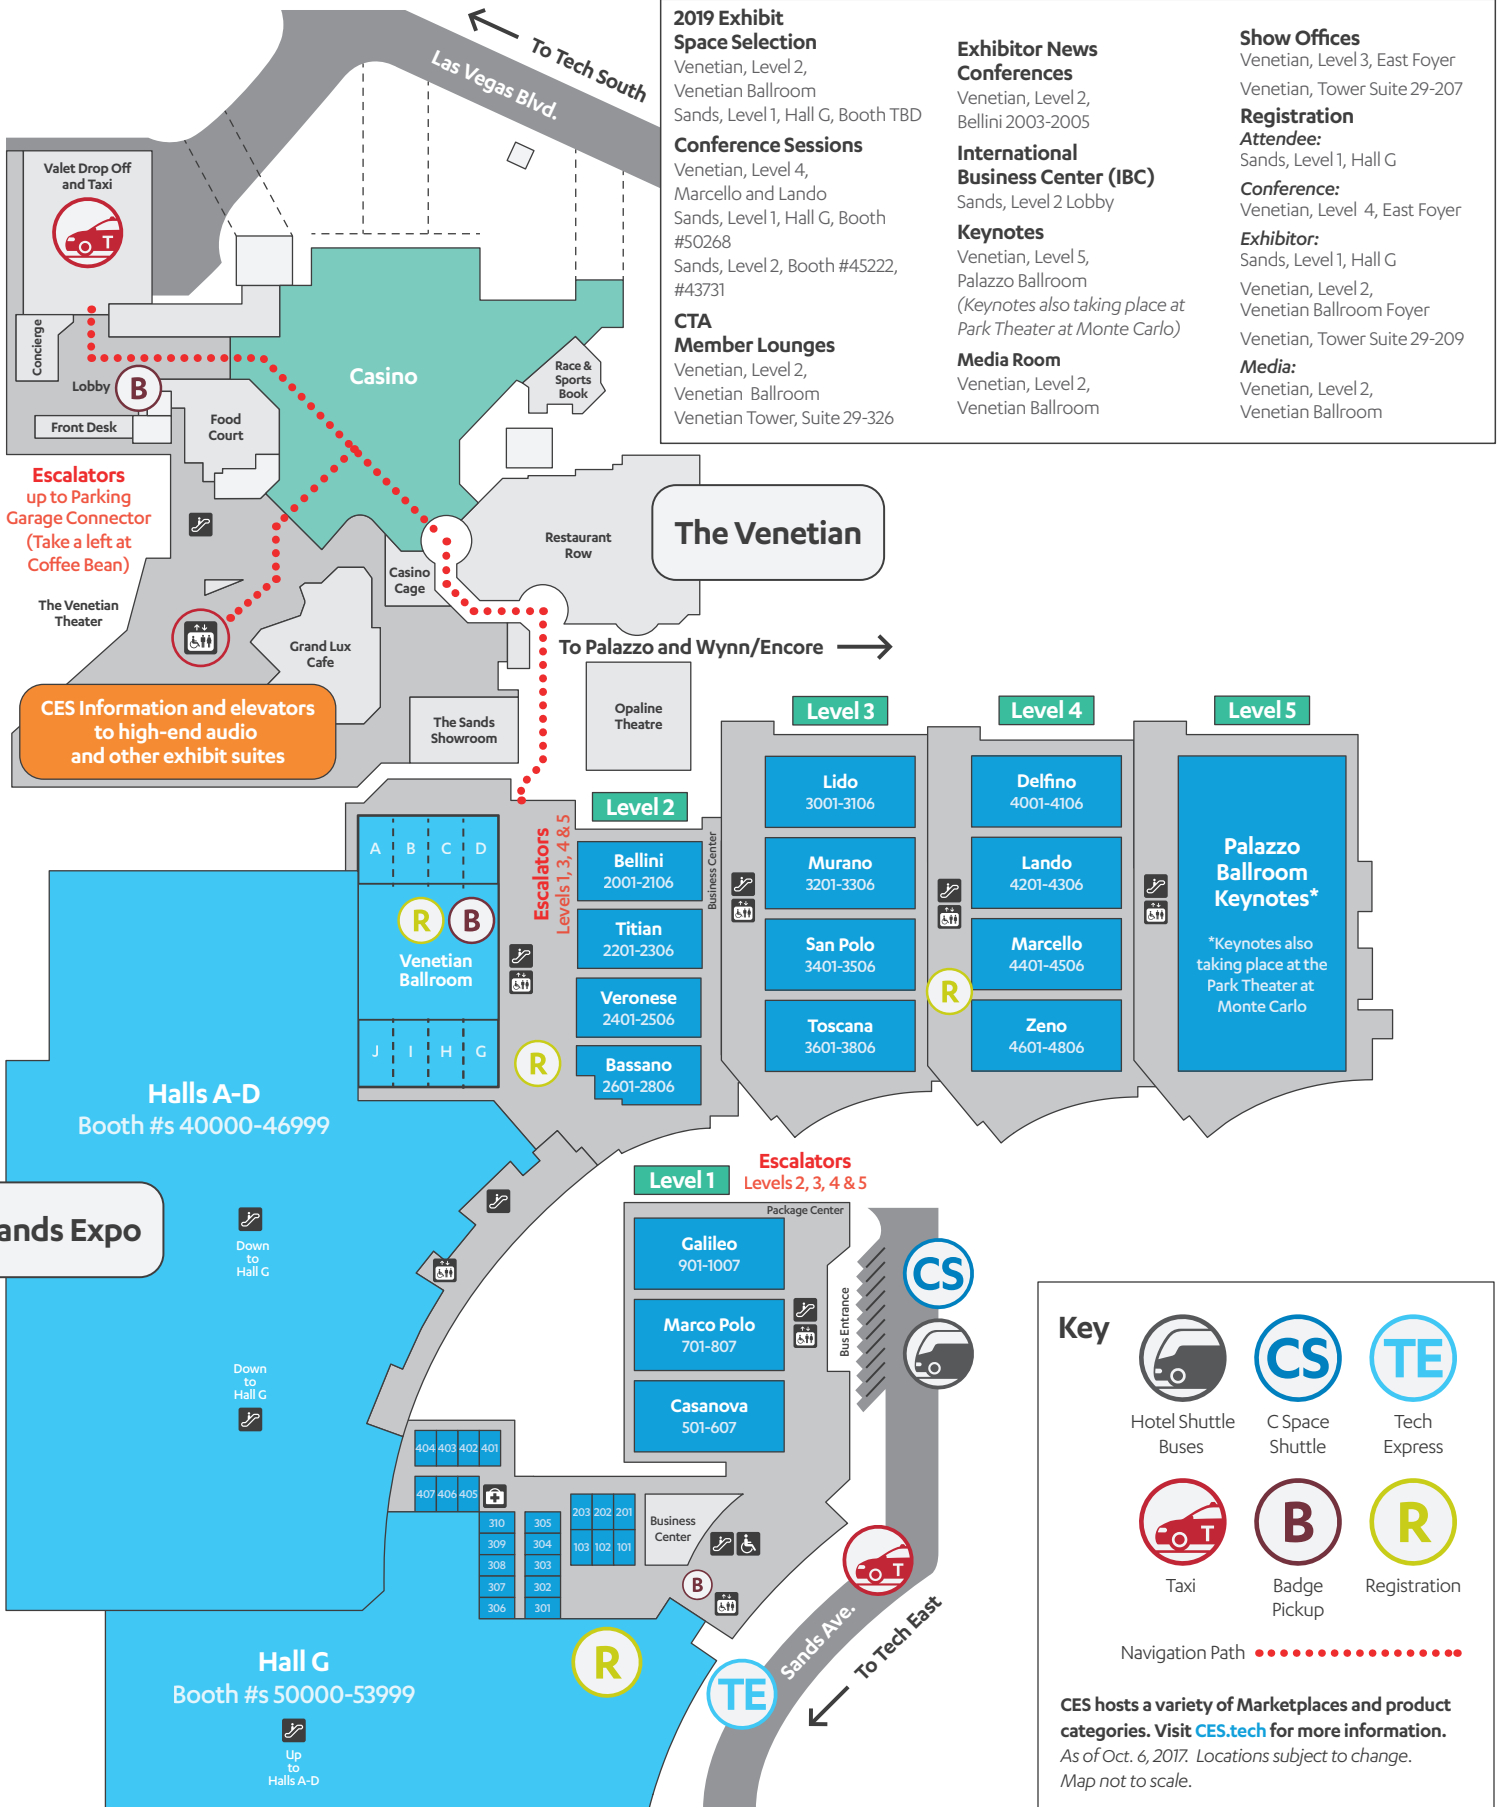 2019 Exhibit
Space Selection
Venetian, Level 2,
Venetian Ballroom
Sands, Level 1, Hall G, Booth TBD
Conference Sessions
Venetian, Level 4,
Marcello and Lando
Sands, Level 1, Hall G, Booth
#50268
Sands, Level 2, Booth #45222,
#43731
CTA
Member Lounges
Venetian, Level 2,
Venetian Ballroom
Venetian Tower, Suite 29-326
Exhibitor News
Conferences
Venetian, Level 2,
Bellini 2003-2005
International
Business Center (IBC)
Sands, Level 2 Lobby
Keynotes
Venetian, Level 5,
Palazzo Ballroom
(Keynotes also taking place at
Park Theater at Monte Carlo)
Media Room
Venetian, Level 2,
Venetian Ballroom
Show Offices
Venetian, Level 3, East Foyer
Venetian, Tower Suite 29-207
Registration
Attendee:
Sands, Level 1, Hall G
Conference:
Venetian, Level 4, East Foyer
Exhibitor:
Sands, Level 1, Hall G
Venetian, Level 2,
Venetian Ballroom Foyer
Venetian, Tower Suite 29-209
Media:
Venetian, Level 2,
Venetian Ballroom
To Tech South
Las Vegas Blvd.
Valet Drop Off
and Taxi
T
Concierge
Lobby
B
Front Desk
Food
Court
Casino
Race &
Sports
Book
Escalators
up to Parking
Garage Connector
(Take a left at
Coffee Bean)
The Venetian
Theater
Casino
Cage
Restaurant
Row
The Venetian
Grand Lux
Cafe
To Palazzo and Wynn/Encore
CES Information and elevators
to high-end audio
and other exhibit suites
The Sands
Showroom
Opaline
Theatre
Level 2
Level 3
Level 4
Level 5
A
B
C
D
R
B
Venetian
Ballroom
J
I
H
G
Escalators
Levels 1, 3, 4 & 5
R
Bellini
2001-2106
Titian
2201-2306
Veronese
2401-2506
Bassano
2601-2806
Business Center
Lido
3001-3106
Murano
3201-3306
San Polo
3401-3506
Toscana
3601-3806
Delfino
4001-4106
Lando
4201-4306
Marcello
4401-4506
Zeno
4601-4806
R
Palazzo
Ballroom
Keynotes*
*Keynotes also
taking place at the
Park Theater at
Monte Carlo
Halls A-D
Booth #s 40000-46999
ands Expo
Down
to
Hall G
Down
to
Hall G
Level 1
Escalators
Levels 2, 3, 4 & 5
Package Center
Galileo
901-1007
Marco Polo
701-807
Casanova
501-607
Bus Entrance
CS
404
403
402
401
407
406
405
310
309
308
307
306
305
304
303
302
301
203
202
201
103
102
101
Business
Center
B
T
Sands Ave.
To Tech East
TE
Hall G
Booth #s 50000-53999
R
Up
to
Halls A-D
Key
Hotel Shuttle
Buses
CS
C Space
Shuttle
TE
Tech
Express
T
Taxi
B
Badge
Pickup
R
Registration
Navigation Path
CES hosts a variety of Marketplaces and product
categories. Visit CES.tech for more information.
As of Oct. 6, 2017. Locations subject to change.
Map not to scale.